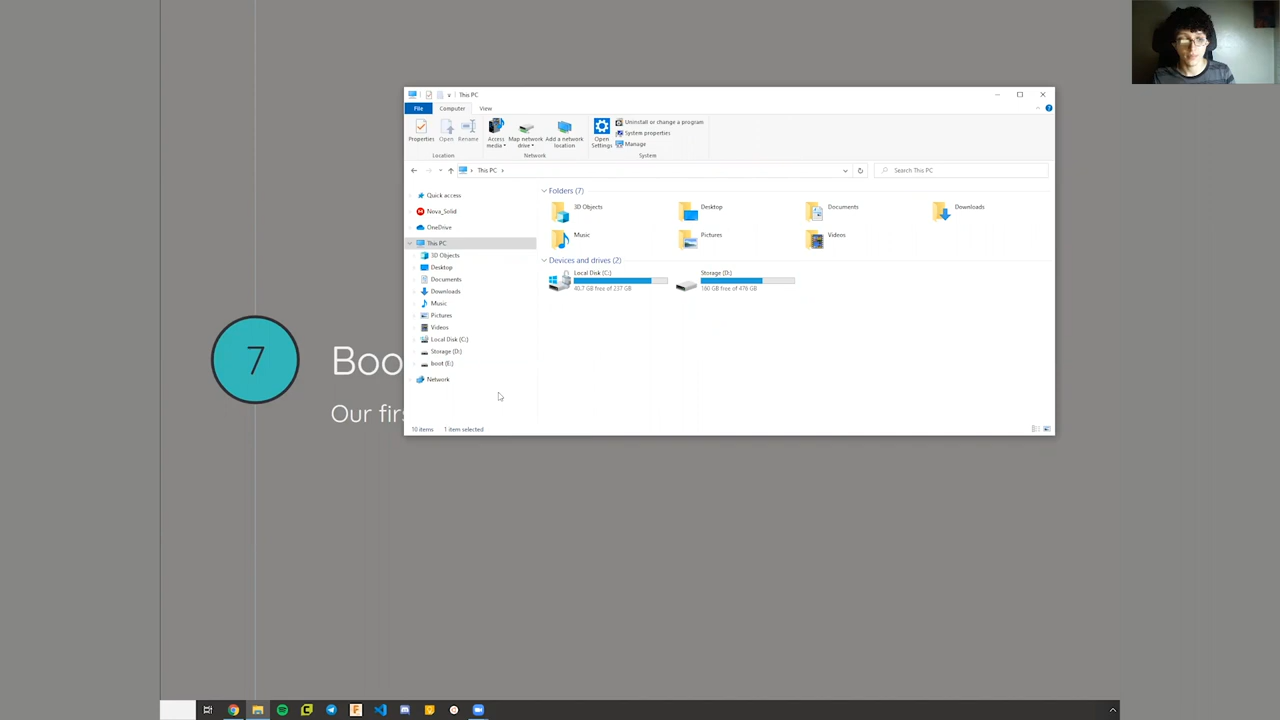 This PC
File
Computer
View
Properties
Open
Rename
Access media
Map network drive
Add a network location
Open Settings
Uninstall or change a program
System properties
Manage
Location
Network
System
This PC
Search This PC
Quick access
Nova_Solid
OneDrive
This PC
3D Objects
Desktop
Documents
Downloads
Music
Pictures
Videos
Local Disk (C:)
Storage (D:)
boot (E:)
Network
Folders (7)
3D Objects
Desktop
Documents
Downloads
Music
Pictures
Videos
Devices and drives (2)
Local Disk (C:)
40.7 GB free of 237 GB
Storage (D:)
160 GB free of 476 GB
10 items
1 item selected
7
Boo
Our firs